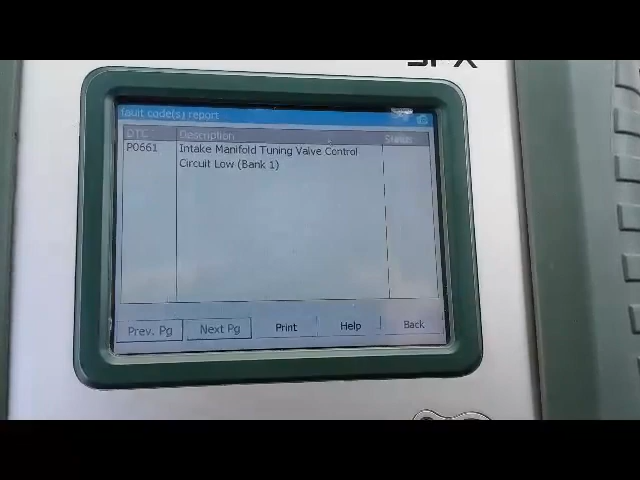 SPX
fault code(s) report
DTC Description Status
P0661 Intake Manifold Tuning Valve Control
Circuit Low (Bank 1)
Prev. Pg Next Pg Print Help Back